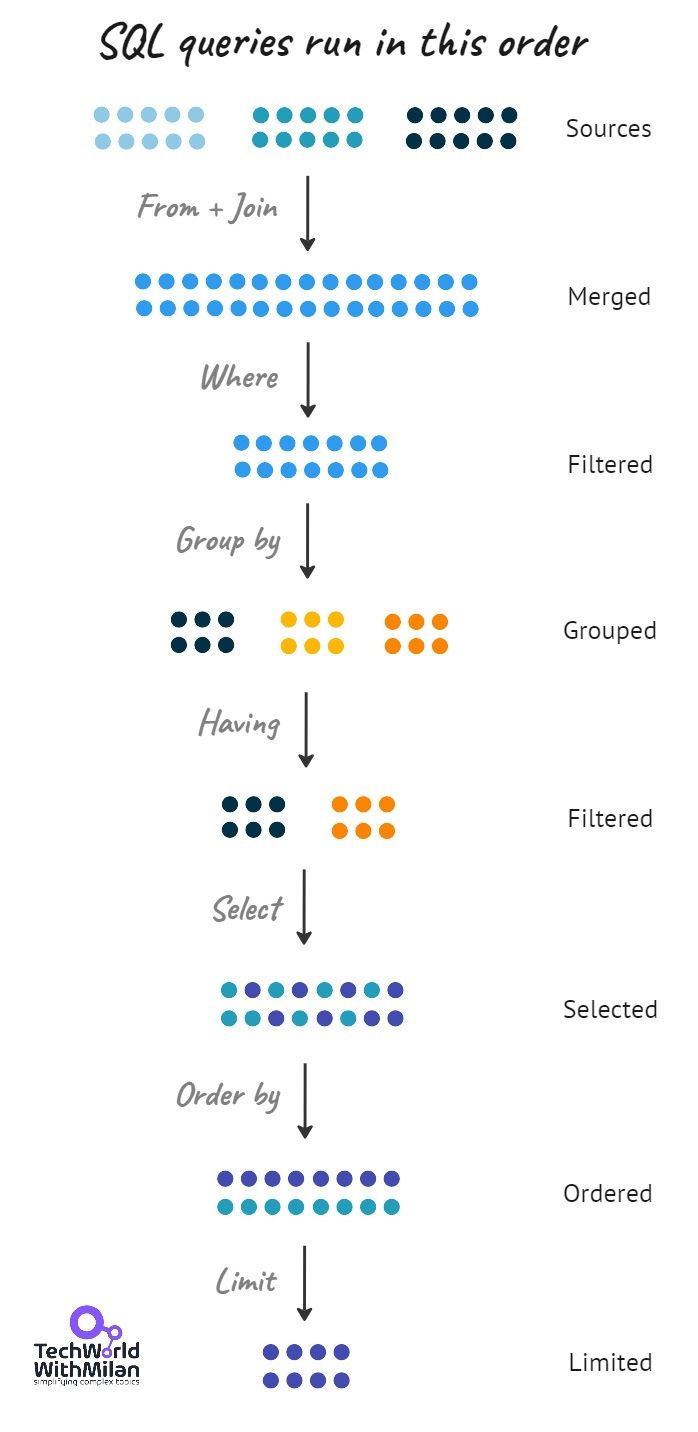 SQL queries run in this order
Sources
From + Join
Merged
Where
Filtered
Group by
Grouped
Having
Filtered
Select
Selected
Order by
Ordered
Limit
TechWorld
WithMilan
simplifying complex topics
Limited